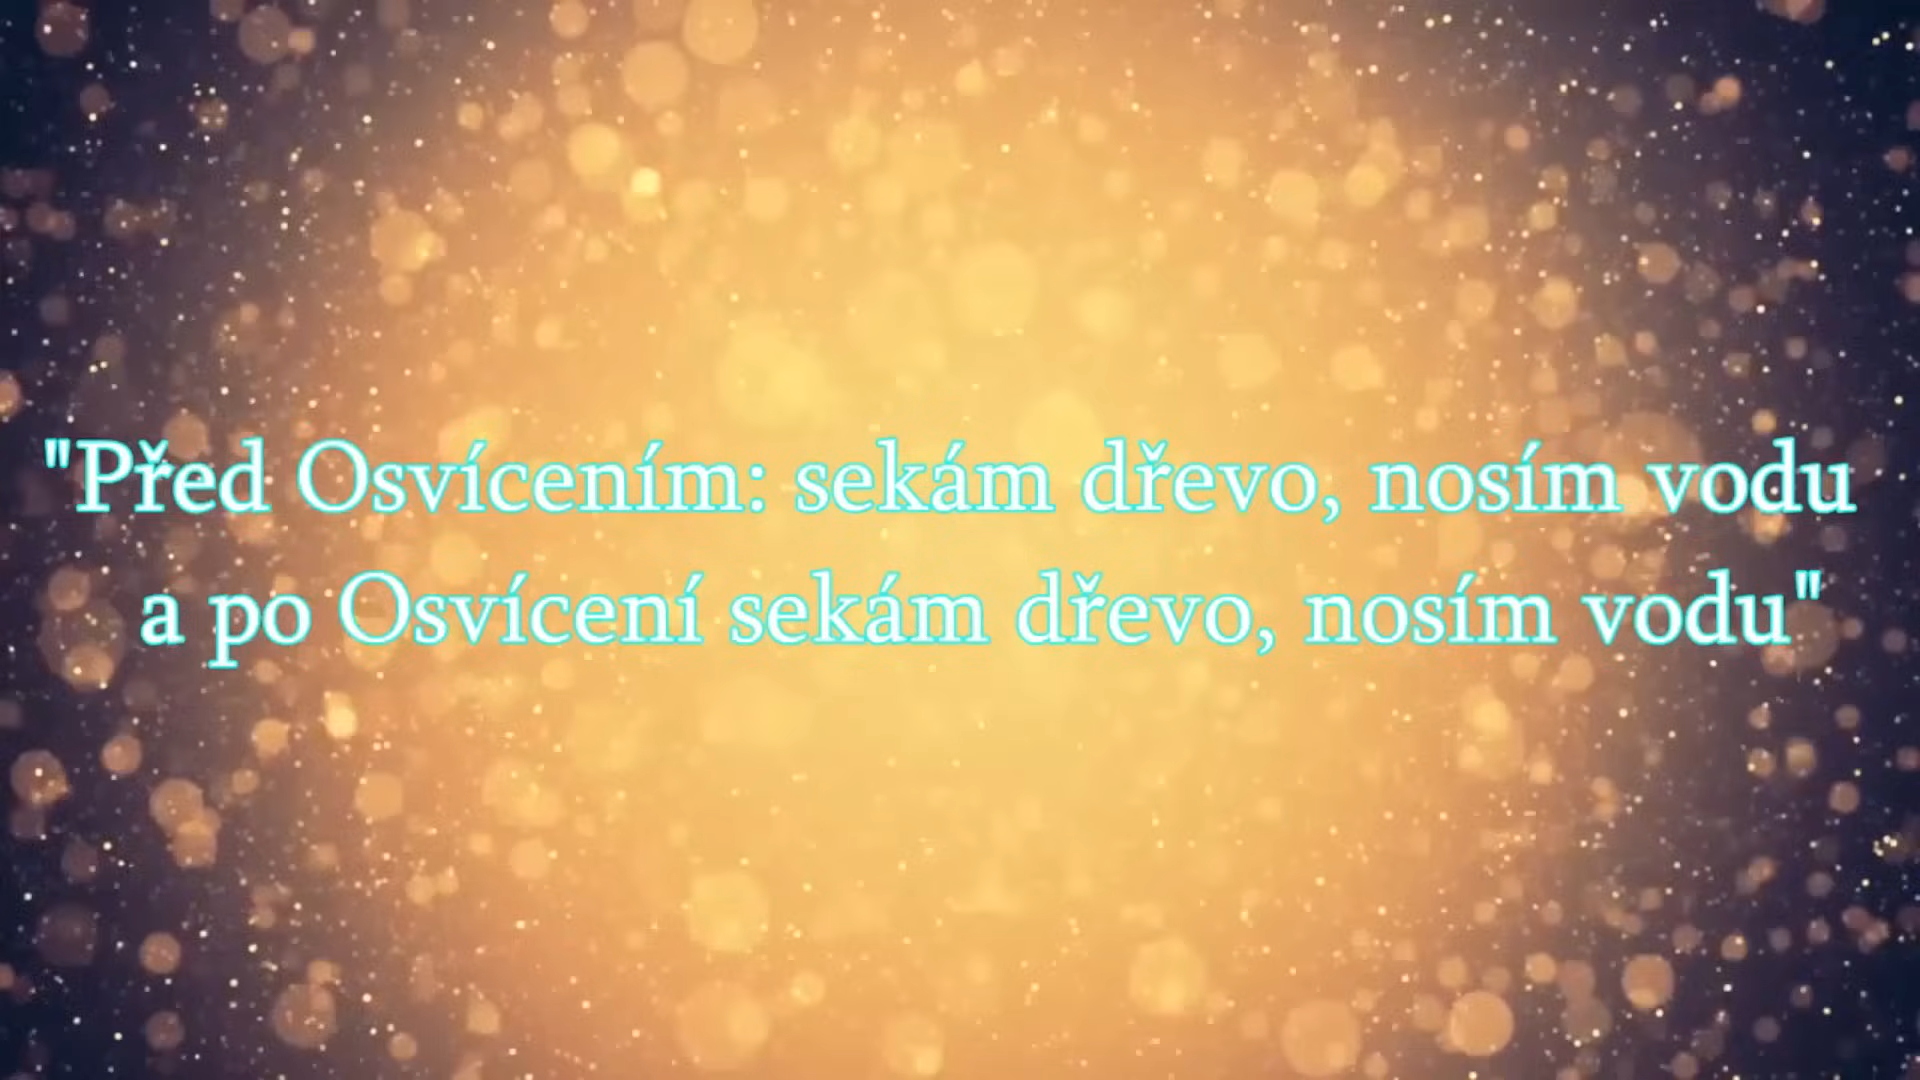 "Před Osvícením: sekám dřevo, nosím vodu
a po Osvícení sekám dřevo, nosím vodu"